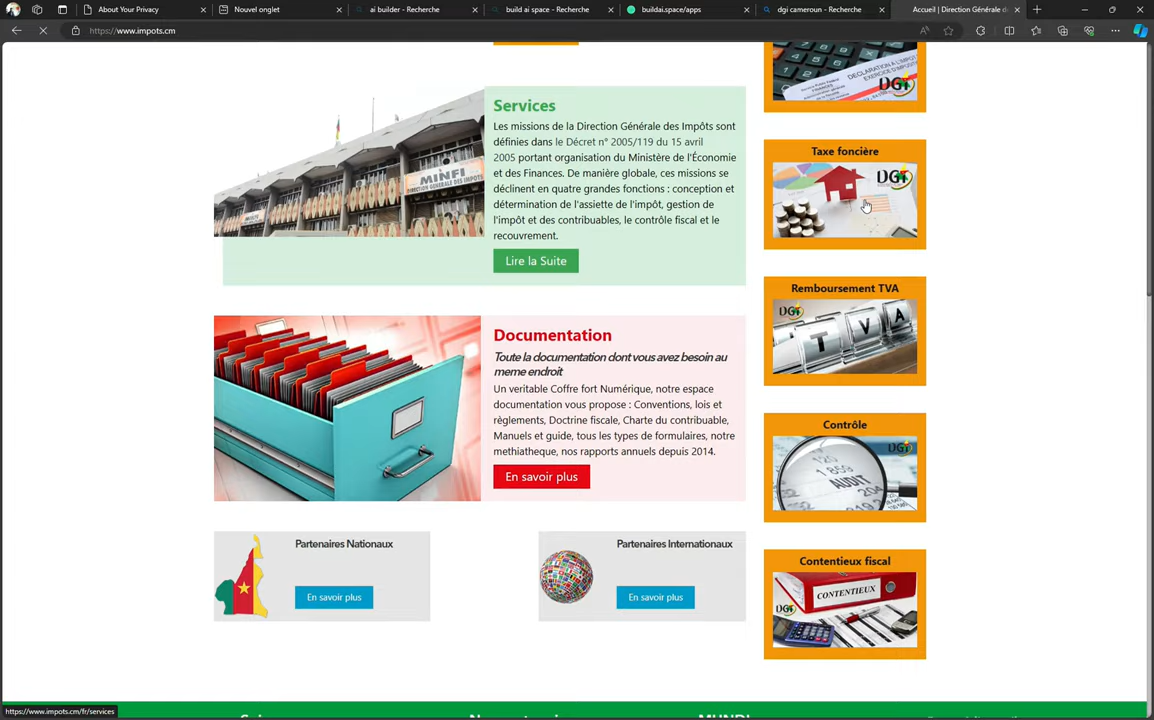 About Your Privacy
Nouvel onglet
ai builder - Recherche
build ai space - Recherche
buildai.space/apps
dgi cameroun - Recherche
Accueil | Direction Générale d
https://www.impots.cm
Services
Les missions de la Direction Générale des Impôts sont
définies dans le Décret n° 2005/119 du 15 avril
2005 portant organisation du Ministère de l'Économie
et des Finances. De manière globale, ces missions se
déclinent en quatre grandes fonctions : conception et
détermination de l'assiette de l'impôt, gestion de
l'impôt et des contribuables, le contrôle fiscal et le
recouvrement.
Lire la Suite
MINFI
DIRECTION GENERALE DES IMPOTS
Documentation
Toute la documentation dont vous avez besoin au
meme endroit
Un veritable Coffre fort Numérique, notre espace
documentation vous propose : Conventions, lois et
règlements, Doctrine fiscale, Charte du contribuable,
Manuels et guide, tous les types de formulaires, notre
methiatheque, nos rapports annuels depuis 2014.
En savoir plus
Partenaires Nationaux
En savoir plus
Partenaires Internationaux
En savoir plus
DGI
Taxe foncière
DGI
Remboursement TVA
DGI
T V A
Contrôle
AUDIT
Contentieux fiscal
CONTENTIEUX
DGI
https://www.impots.cm/fr/services